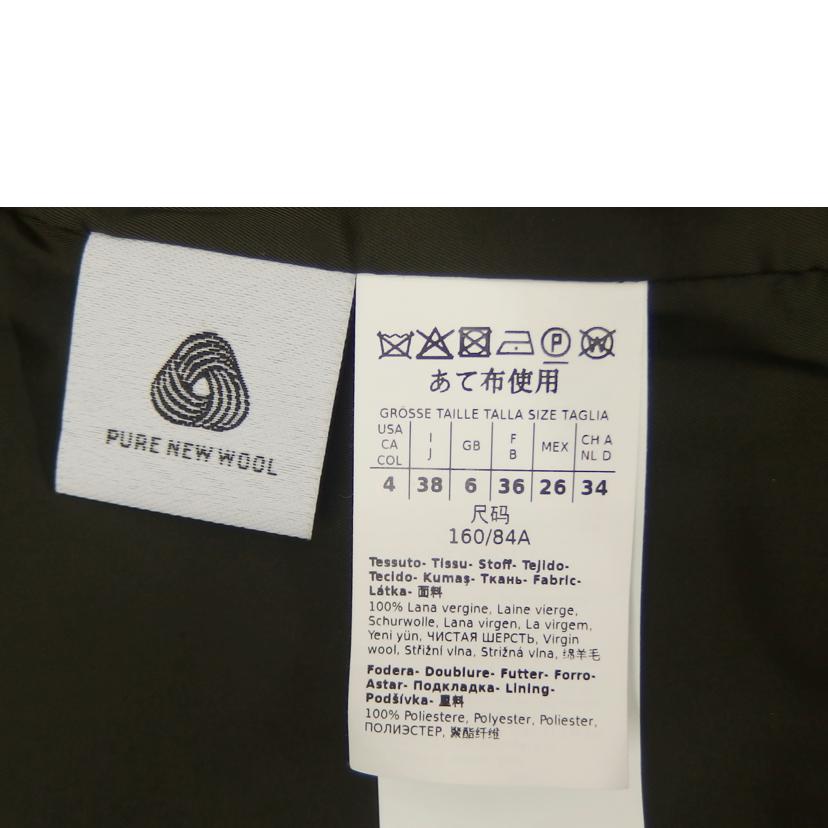 PURE NEW WOOL
P W
あて布使用
GRÖSSE TAILLE TALLA SIZE TAGLIA
USA CA COL I J GB F B MEX CH A NL D
4 38 6 36 26 34
尺码
160/84A
Tessuto- Tissu- Stoff- Tejido-
Tecido- Kumaş- Ткань- Fabric-
Látka- 面料
100% Lana vergine, Laine vierge,
Schurwolle, Lana virgen, La virgem,
Yeni yün, ЧИСТАЯ ШЕРСТЬ, Virgin
wool, Střižní vlna, Strižná vlna, 绵羊毛
Fodera- Doublure- Futter- Forro-
Astar- Подкладка- Lining-
Podšívka- 里料
100% Poliestere, Polyester, Poliester,
ПОЛИЭСТЕР, 聚酯纤维